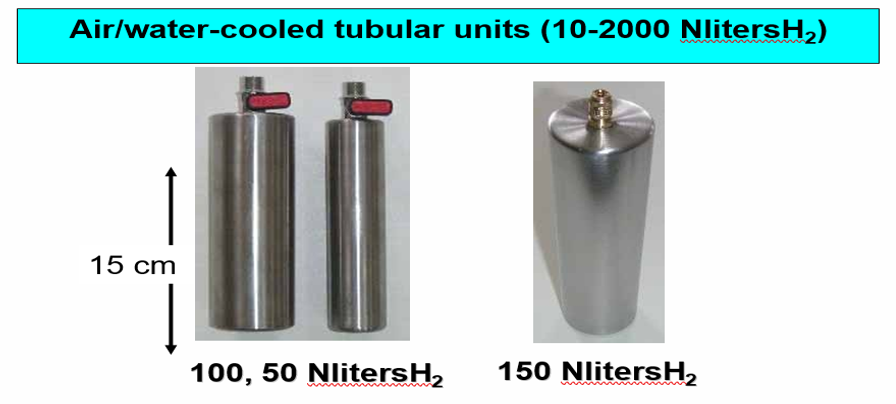 Air/water-cooled tubular units (10-2000 NlitersH₂)
15 cm
100, 50 NlitersH₂
150 NlitersH₂